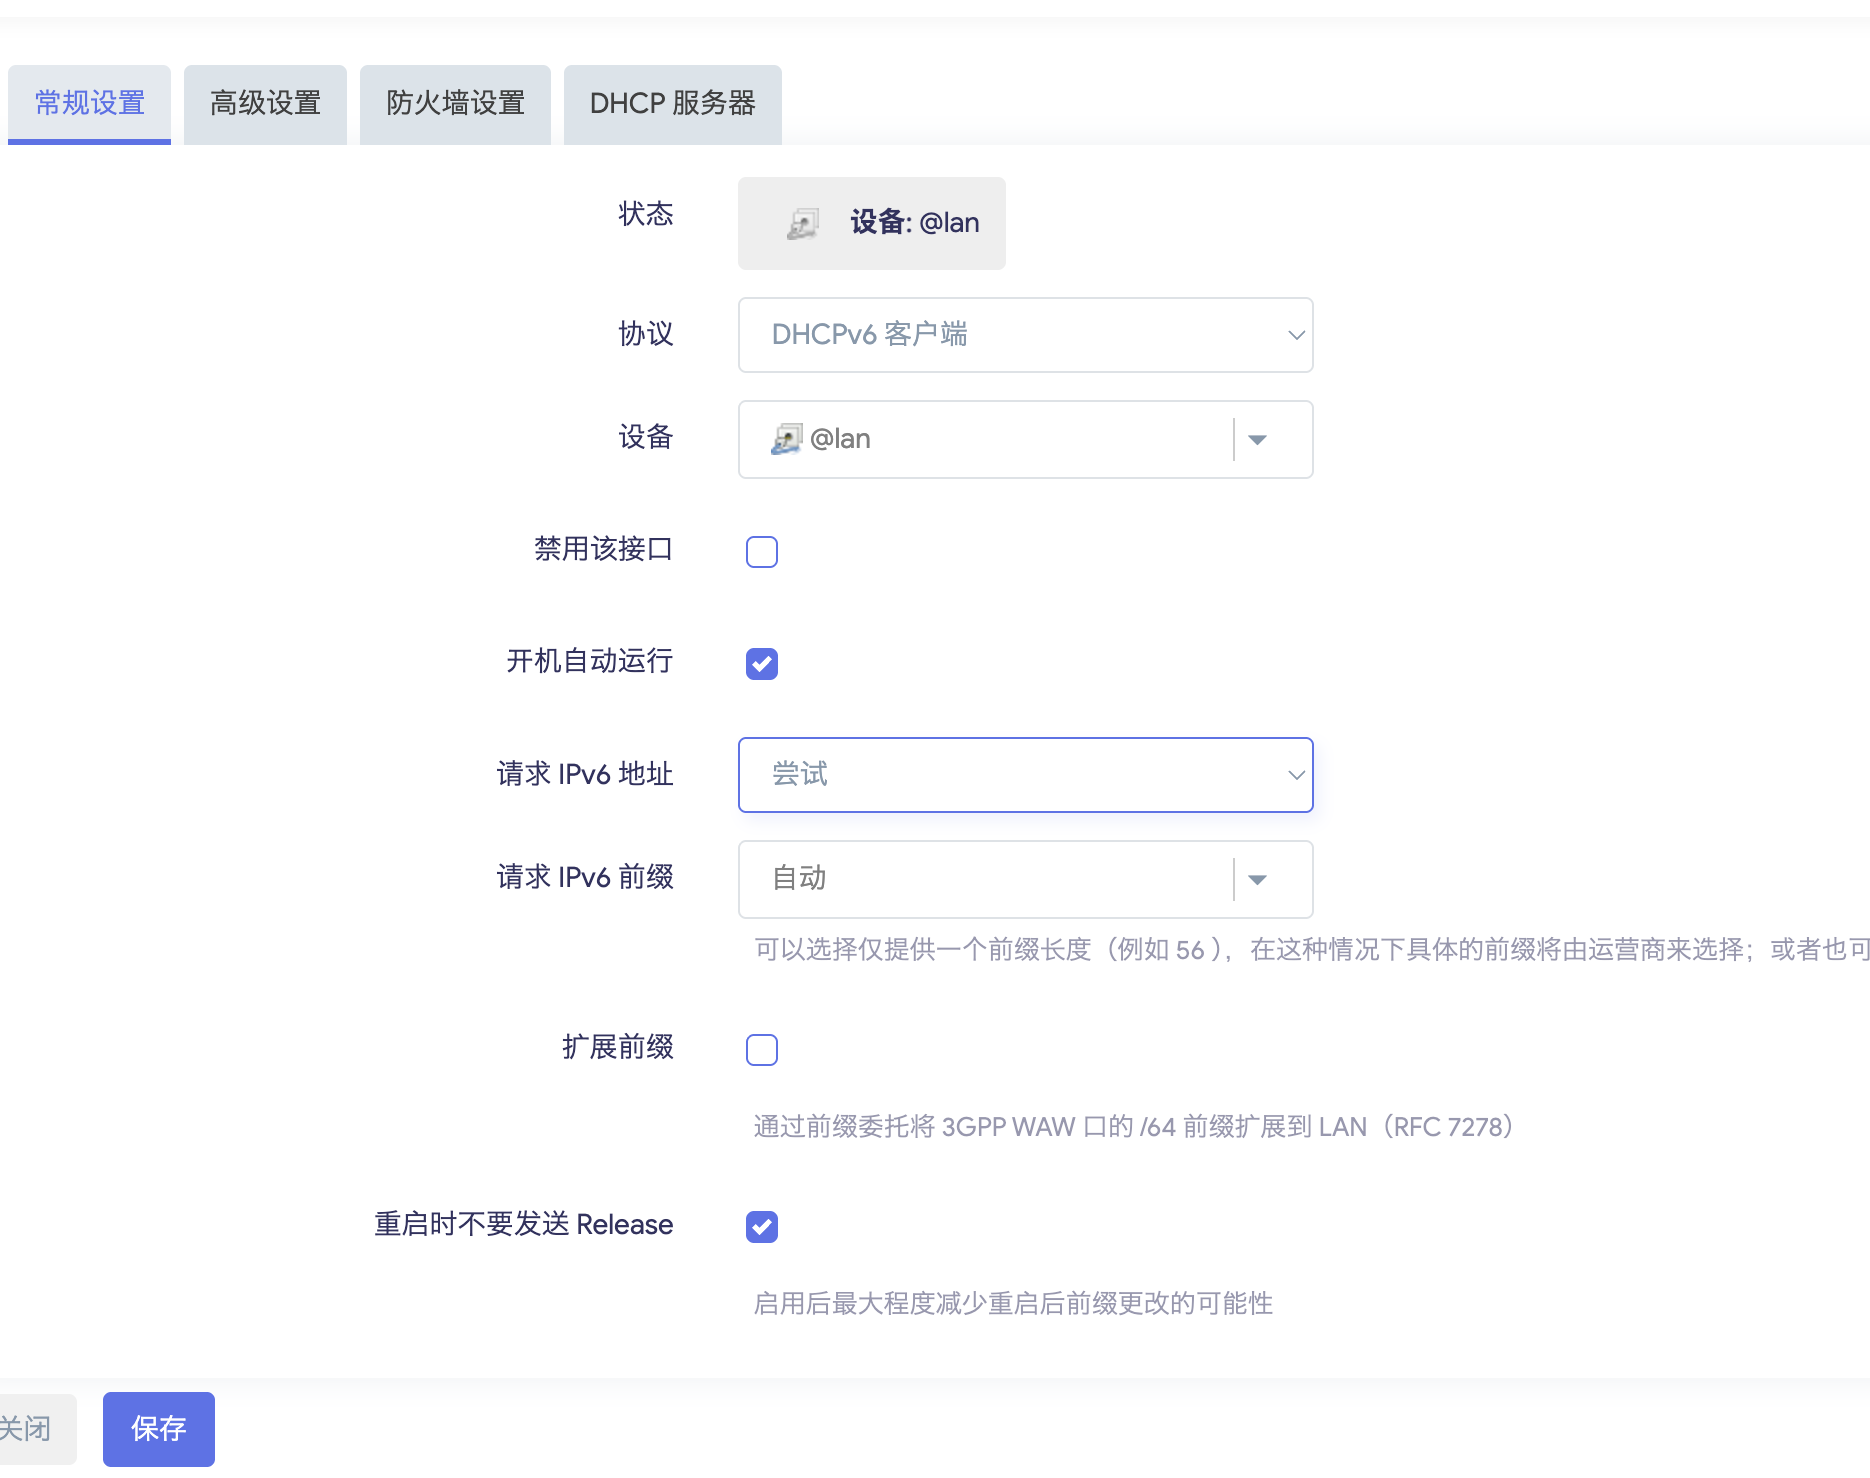 常规设置 高级设置 防火墙设置 DHCP 服务器
状态 设备: @lan
协议 DHCPv6 客户端
设备 @lan
禁用该接口
开机自动运行
请求 IPv6 地址 尝试
请求 IPv6 前缀 自动
可以选择仅提供一个前缀长度（例如 56 ），在这种情况下具体的前缀将由运营商来选择；或者也可
扩展前缀
通过前缀委托将 3GPP WAW 口的 /64 前缀扩展到 LAN（RFC 7278）
重启时不要发送 Release
启用后最大程度减少重启后前缀更改的可能性
关闭 保存